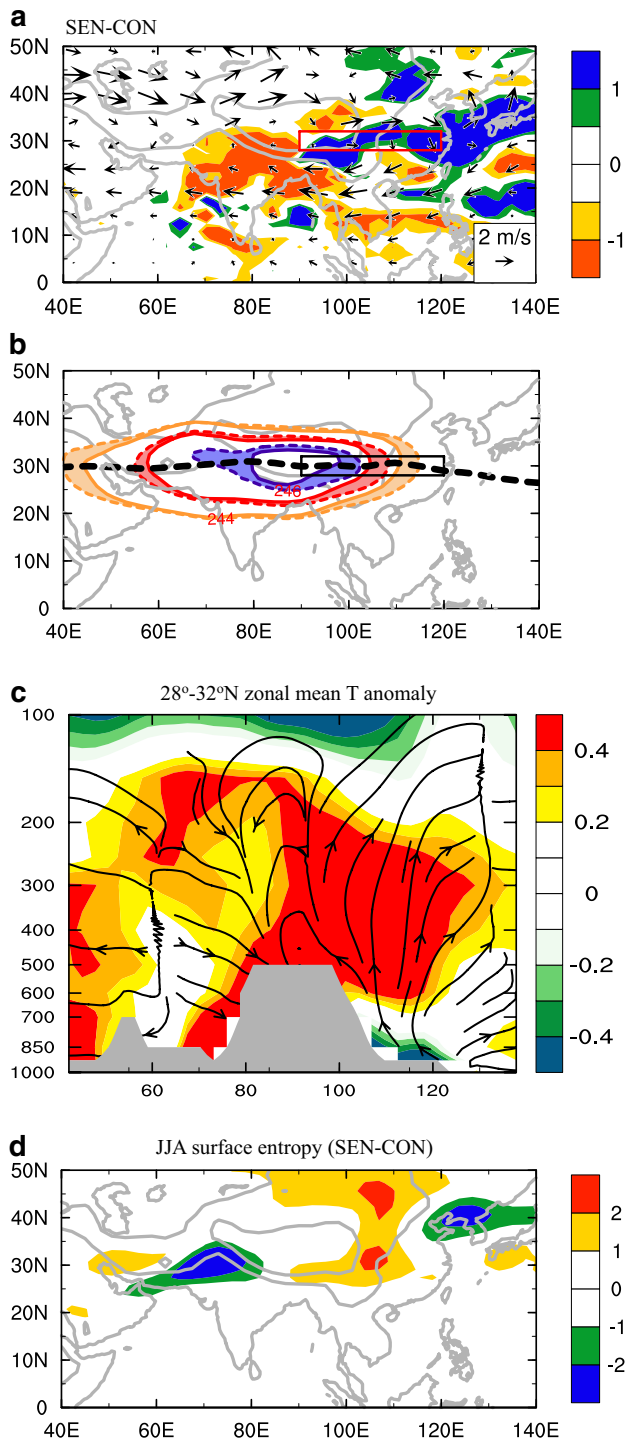 a
SEN-CON
50N
40N
30N
20N
10N
0
40E 60E 80E 100E 120E 140E
2 m/s
1
0
-1
b
50N
40N
30N
20N
10N
0
40E 60E 80E 100E 120E 140E
246
244
c
28°-32°N zonal mean T anomaly
100
200
300
400
500
600
700
850
1000
60 80 100 120
0.4
0.2
0
-0.2
-0.4
d
JJA surface entropy (SEN-CON)
50N
40N
30N
20N
10N
0
40E 60E 80E 100E 120E 140E
2
1
0
-1
-2